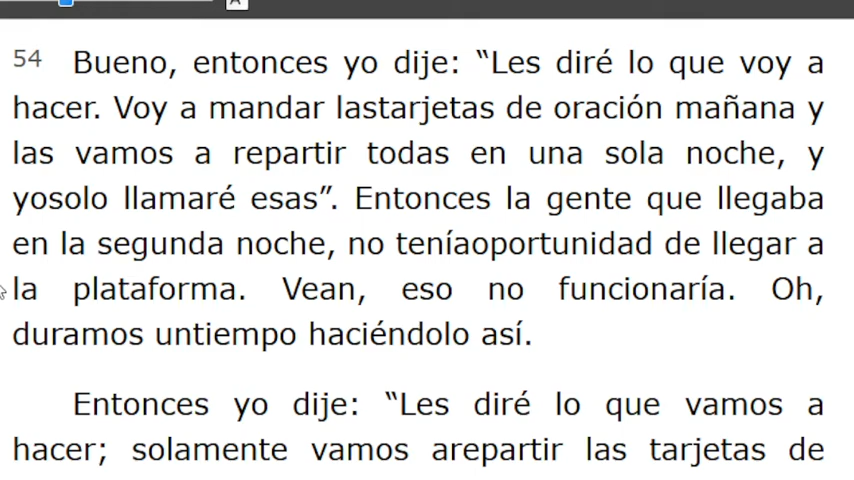 54 Bueno, entonces yo dije: “Les diré lo que voy a
hacer. Voy a mandar lastarjetas de oración mañana y
las vamos a repartir todas en una sola noche, y
yosolo llamaré esas”. Entonces la gente que llegaba
en la segunda noche, no teníaoportunidad de llegar a
la plataforma. Vean, eso no funcionaría. Oh,
duramos untiempo haciéndolo así.
Entonces yo dije: “Les diré lo que vamos a
hacer; solamente vamos arepartir las tarjetas de